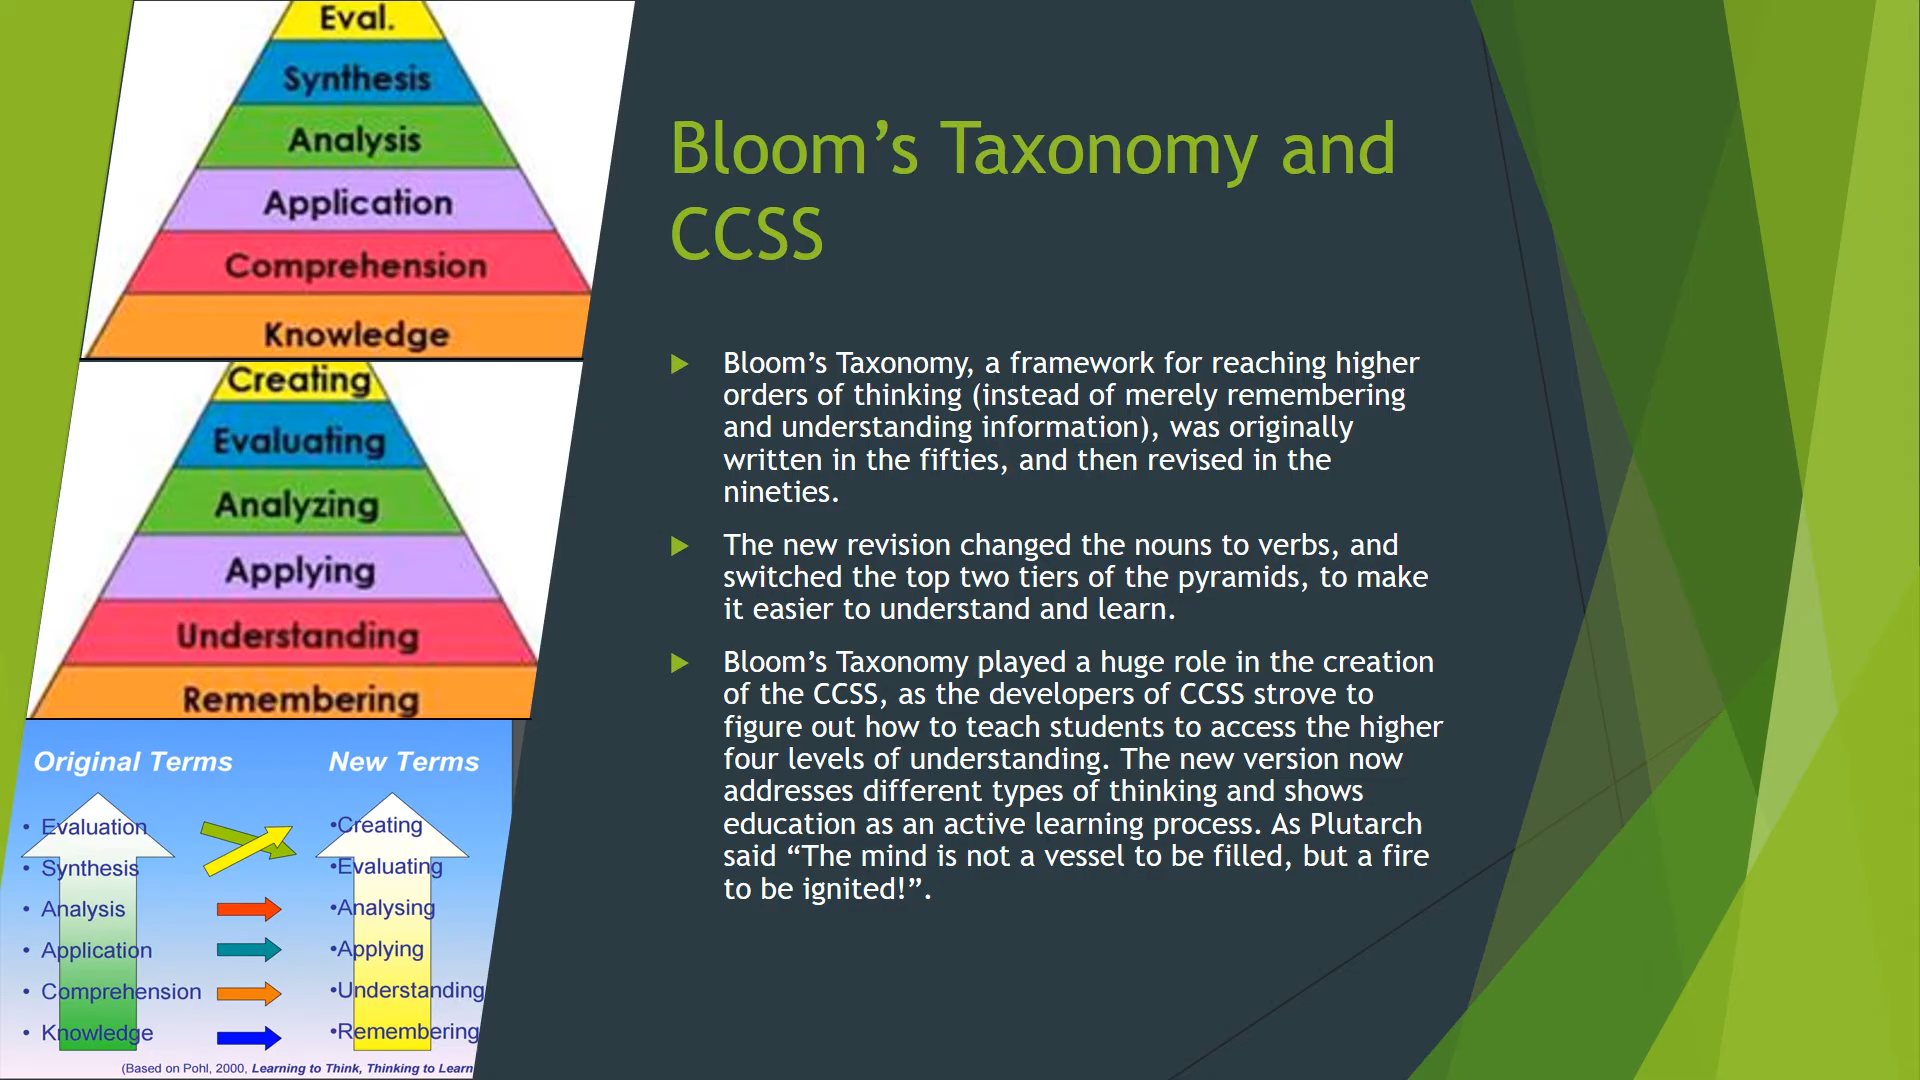 Eval.
Synthesis
Analysis
Application
Comprehension
Knowledge
Creating
Evaluating
Analyzing
Applying
Understanding
Remembering
Original Terms
New Terms
• Evaluation
• Synthesis
• Analysis
• Application
• Comprehension
• Knowledge
•Creating
•Evaluating
•Analysing
•Applying
•Understanding
•Remembering
(Based on Pohl, 2000, Learning to Think, Thinking to Learn
Bloom’s Taxonomy and
CCSS
Bloom’s Taxonomy, a framework for reaching higher
orders of thinking (instead of merely remembering
and understanding information), was originally
written in the fifties, and then revised in the
nineties.
The new revision changed the nouns to verbs, and
switched the top two tiers of the pyramids, to make
it easier to understand and learn.
Bloom’s Taxonomy played a huge role in the creation
of the CCSS, as the developers of CCSS strove to
figure out how to teach students to access the higher
four levels of understanding. The new version now
addresses different types of thinking and shows
education as an active learning process. As Plutarch
said “The mind is not a vessel to be filled, but a fire
to be ignited!”.